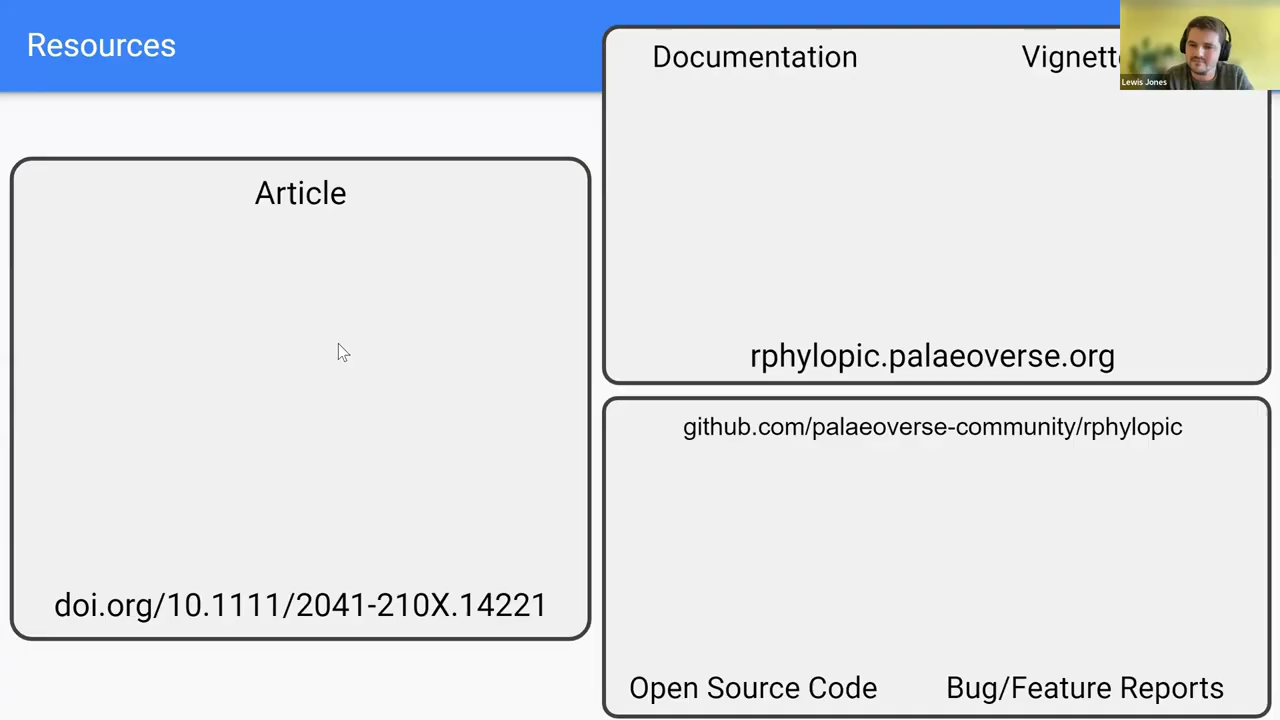 Resources
Documentation
Lewis Jones
Article
doi.org/10.1111/2041-210X.14221
rphylopic.palaeoverse.org
github.com/palaeoverse-community/rphylopic
Open Source Code
Bug/Feature Reports